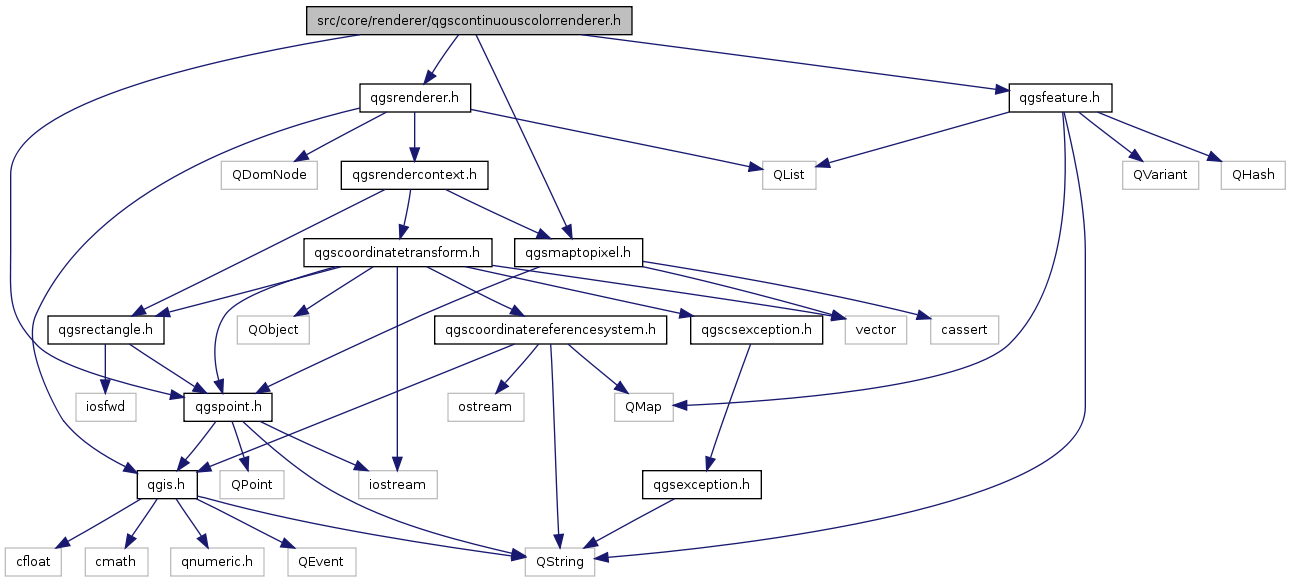 src/core/renderer/qgscontinuouscolorrenderer.h
qgsrenderer.h
qgsfeature.h
QDomNode
qgsrendercontext.h
QList
QVariant
QHash
qgscoordinatetransform.h
qgsmaptopixel.h
qgsrectangle.h
QObject
qgscoordinatereferencesystem.h
qgscsexception.h
vector
cassert
iosfwd
qgspoint.h
ostream
QMap
qgis.h
QPoint
iostream
qgsexception.h
cfloat
cmath
qnumeric.h
QEvent
QString